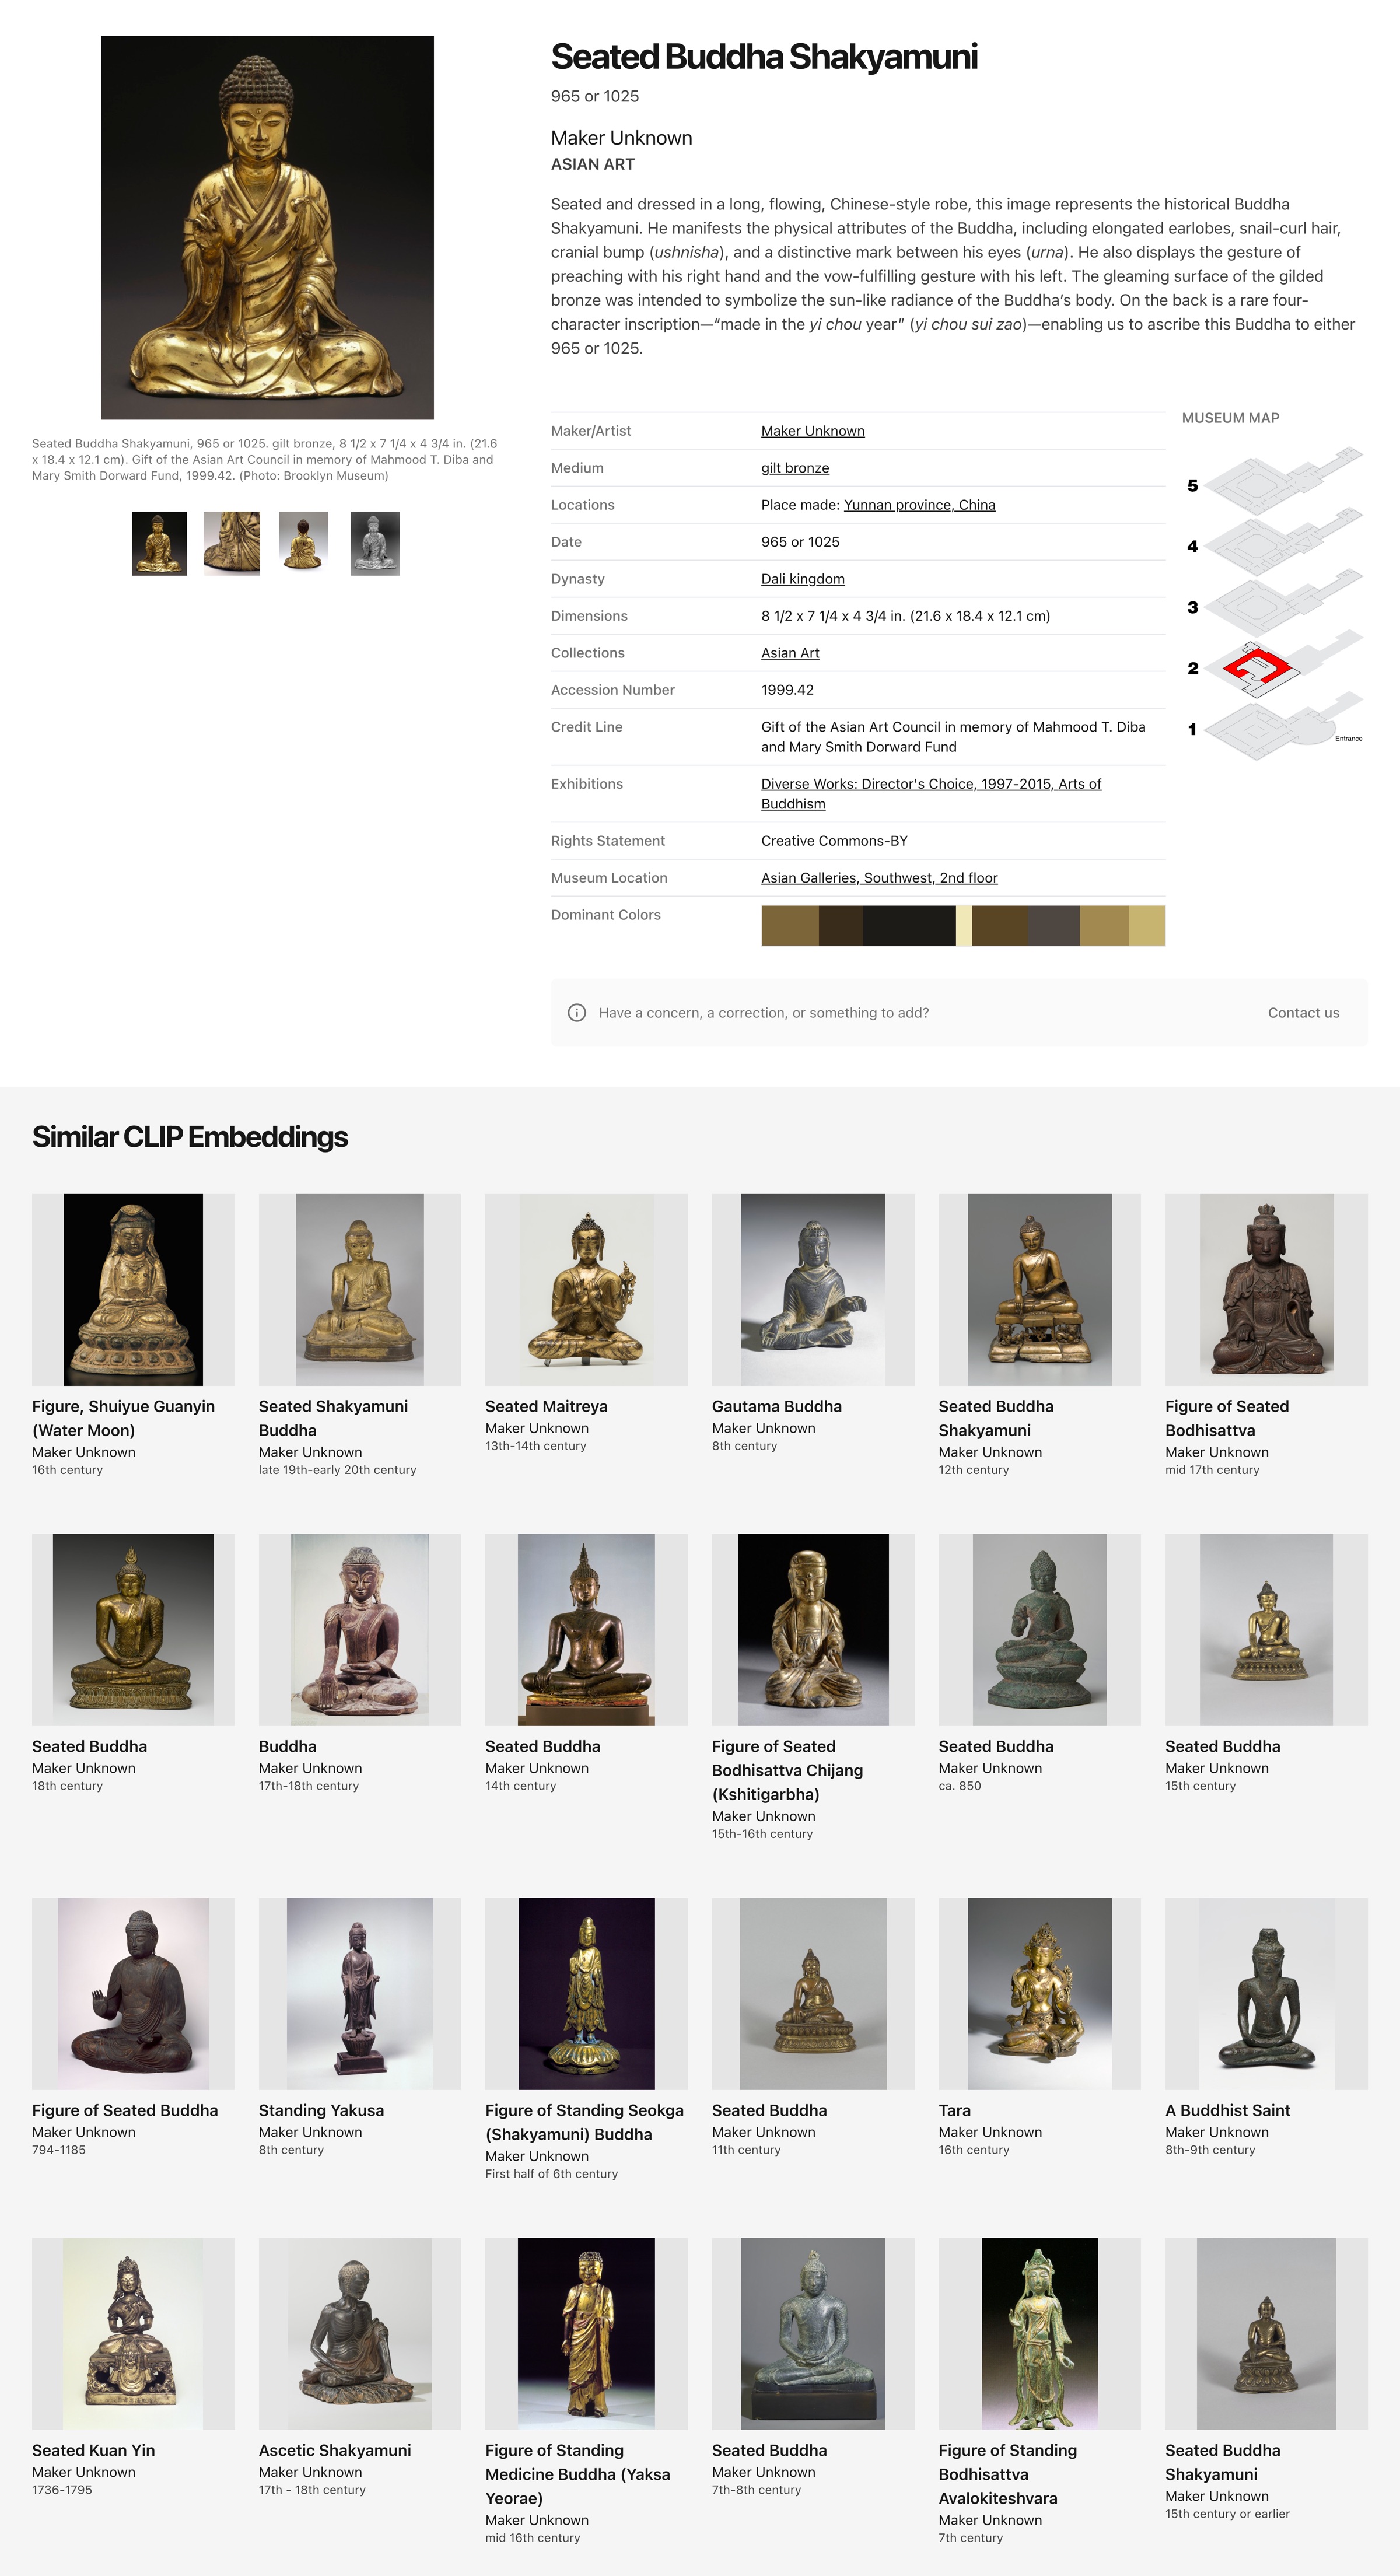 Seated Buddha Shakyamuni
965 or 1025
Maker Unknown
ASIAN ART
Seated and dressed in a long, flowing, Chinese-style robe, this image represents the historical Buddha
Shakyamuni. He manifests the physical attributes of the Buddha, including elongated earlobes, snail-curl hair,
cranial bump (ushnisha), and a distinctive mark between his eyes (urna). He also displays the gesture of
preaching with his right hand and the vow-fulfilling gesture with his left. The gleaming surface of the gilded
bronze was intended to symbolize the sun-like radiance of the Buddha’s body. On the back is a rare four-
character inscription—“made in the yi chou year” (yi chou sui zao)—enabling us to ascribe this Buddha to either
965 or 1025.
Seated Buddha Shakyamuni, 965 or 1025. gilt bronze, 8 1/2 x 7 1/4 x 4 3/4 in. (21.6
x 18.4 x 12.1 cm). Gift of the Asian Art Council in memory of Mahmood T. Diba and
Mary Smith Dorward Fund, 1999.42. (Photo: Brooklyn Museum)
Maker/Artist Maker Unknown
Medium gilt bronze
Locations Place made: Yunnan province, China
Date 965 or 1025
Dynasty Dali kingdom
Dimensions 8 1/2 x 7 1/4 x 4 3/4 in. (21.6 x 18.4 x 12.1 cm)
Collections Asian Art
Accession Number 1999.42
Credit Line Gift of the Asian Art Council in memory of Mahmood T. Diba
and Mary Smith Dorward Fund
Exhibitions Diverse Works: Director's Choice, 1997-2015, Arts of
Buddhism
Rights Statement Creative Commons-BY
Museum Location Asian Galleries, Southwest, 2nd floor
Dominant Colors
MUSEUM MAP
5
4
3
2
1
Entrance
Have a concern, a correction, or something to add? Contact us
Similar CLIP Embeddings
Figure, Shuiyue Guanyin
(Water Moon)
Maker Unknown
16th century
Seated Shakyamuni
Buddha
Maker Unknown
late 19th-early 20th century
Seated Maitreya
Maker Unknown
13th-14th century
Gautama Buddha
Maker Unknown
8th century
Seated Buddha
Shakyamuni
Maker Unknown
12th century
Figure of Seated
Bodhisattva
Maker Unknown
mid 17th century
Seated Buddha
Maker Unknown
18th century
Buddha
Maker Unknown
17th-18th century
Seated Buddha
Maker Unknown
14th century
Figure of Seated
Bodhisattva Chijang
(Kshitigarbha)
Maker Unknown
15th-16th century
Seated Buddha
Maker Unknown
ca. 850
Seated Buddha
Maker Unknown
15th century
Figure of Seated Buddha
Maker Unknown
794-1185
Standing Yakusa
Maker Unknown
8th century
Figure of Standing Seokga
(Shakyamuni) Buddha
Maker Unknown
First half of 6th century
Seated Buddha
Maker Unknown
11th century
Tara
Maker Unknown
16th century
A Buddhist Saint
Maker Unknown
8th-9th century
Seated Kuan Yin
Maker Unknown
1736-1795
Ascetic Shakyamuni
Maker Unknown
17th - 18th century
Figure of Standing
Medicine Buddha (Yaksa
Yeorae)
Maker Unknown
mid 16th century
Seated Buddha
Maker Unknown
7th-8th century
Figure of Standing
Bodhisattva
Avalokiteshvara
Maker Unknown
7th century
Seated Buddha
Shakyamuni
Maker Unknown
15th century or earlier